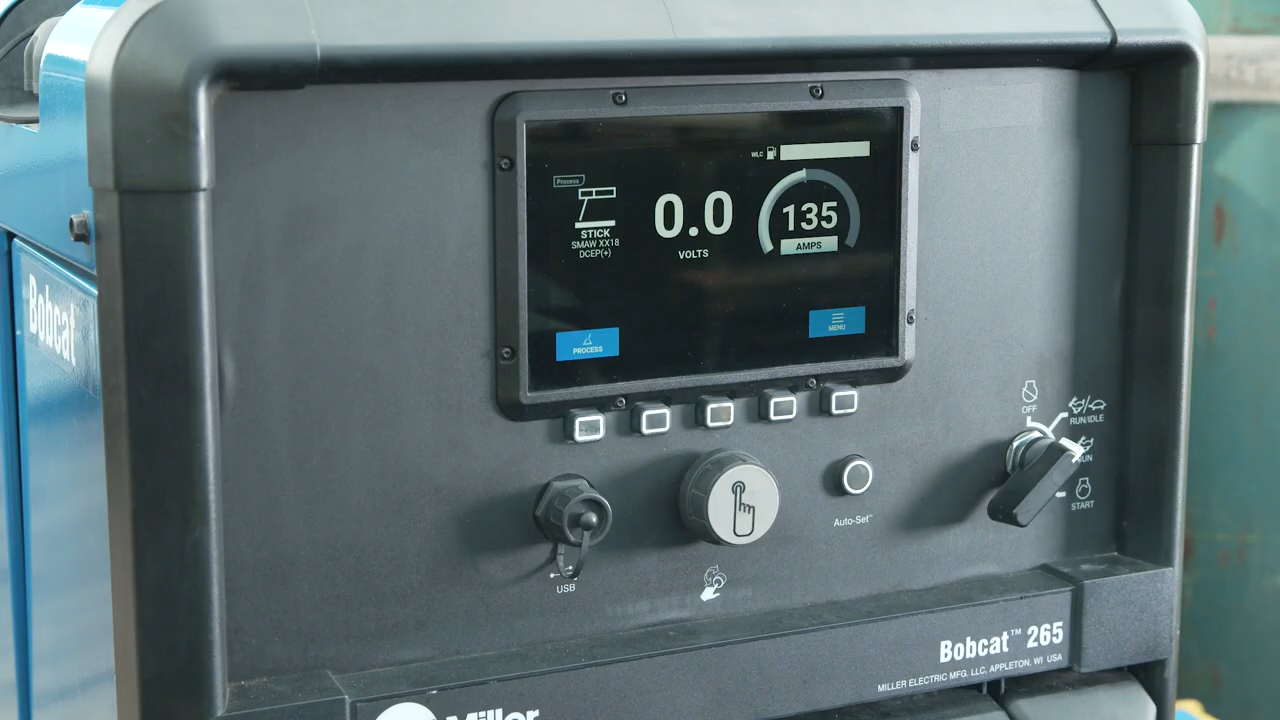 WLC
Process
STICK
SMAW XX18
DCEP(+)
0.0
VOLTS
135
AMPS
PROCESS
MENU
Bobcat
OFF
RUN/IDLE
RUN
START
Auto-Set™
USB
Bobcat™ 265
MILLER ELECTRIC MFG. LLC, APPLETON, WI USA
Miller